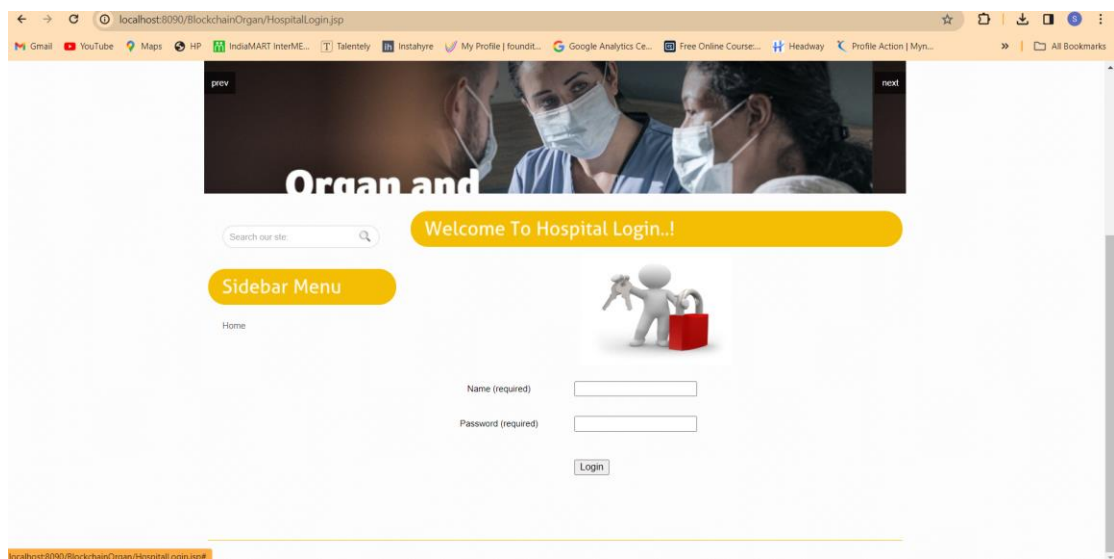 localhost:8090/BlockchainOrgan/HospitalLogin.jsp
S
Gmail YouTube Maps HP IndiaMART InterME... T Talentely Instahyre My Profile | foundit... Google Analytics Ce... Free Online Course:... Headway Profile Action | Myn... » All Bookmarks
prev next
Organ and
Search our ste:
Welcome To Hospital Login..!
Sidebar Menu
Home
Name (required)
Password (required)
Login
localhost:8090/BlockchainOrgan/HospitalLogin.jsp#